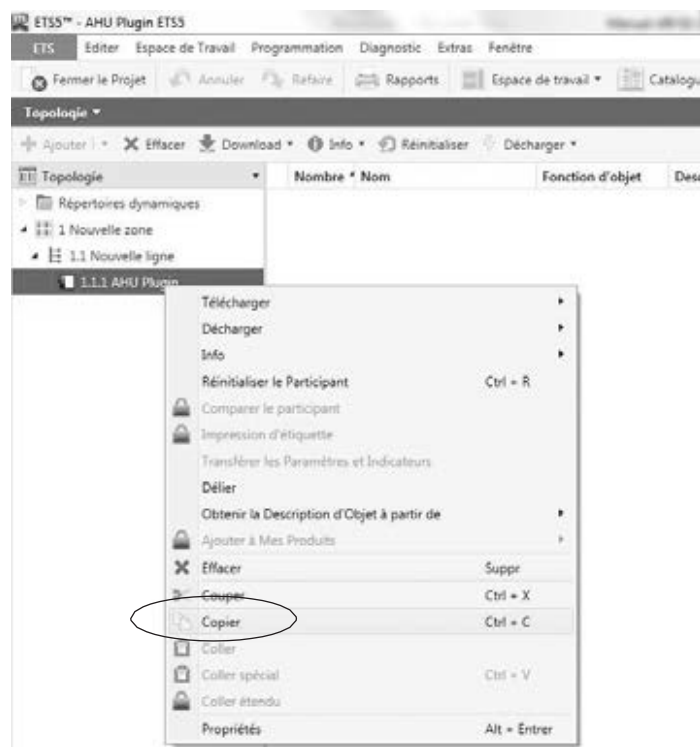 ETS5™ - AHU Plugin ETS5
ETS Editer Espace de Travail Programmation Diagnostic Extras Fenêtre
Fermer le Projet Annuler Refaire Rapports Espace de travail Catalogu
Topologie
Ajouter Effacer Download Info Réinitialiser Décharger
Topologie Nombre Nom Fonction d'objet Desc
Répertoires dynamiques
1 Nouvelle zone
1.1 Nouvelle ligne
1.1.1 AHU Plugin
Télécharger
Décharger
Info
Réinitialiser le Participant Ctrl + R
Comparer le participant
Impression d'étiquette
Transférer les Paramètres et Indicateurs
Délier
Obtenir la Description d'Objet à partir de
Ajouter à Mes Produits
Effacer Suppr
Couper Ctrl + X
Copier Ctrl + C
Coller
Coller spécial Ctrl + V
Coller étendu
Propriétés Alt + Entrer